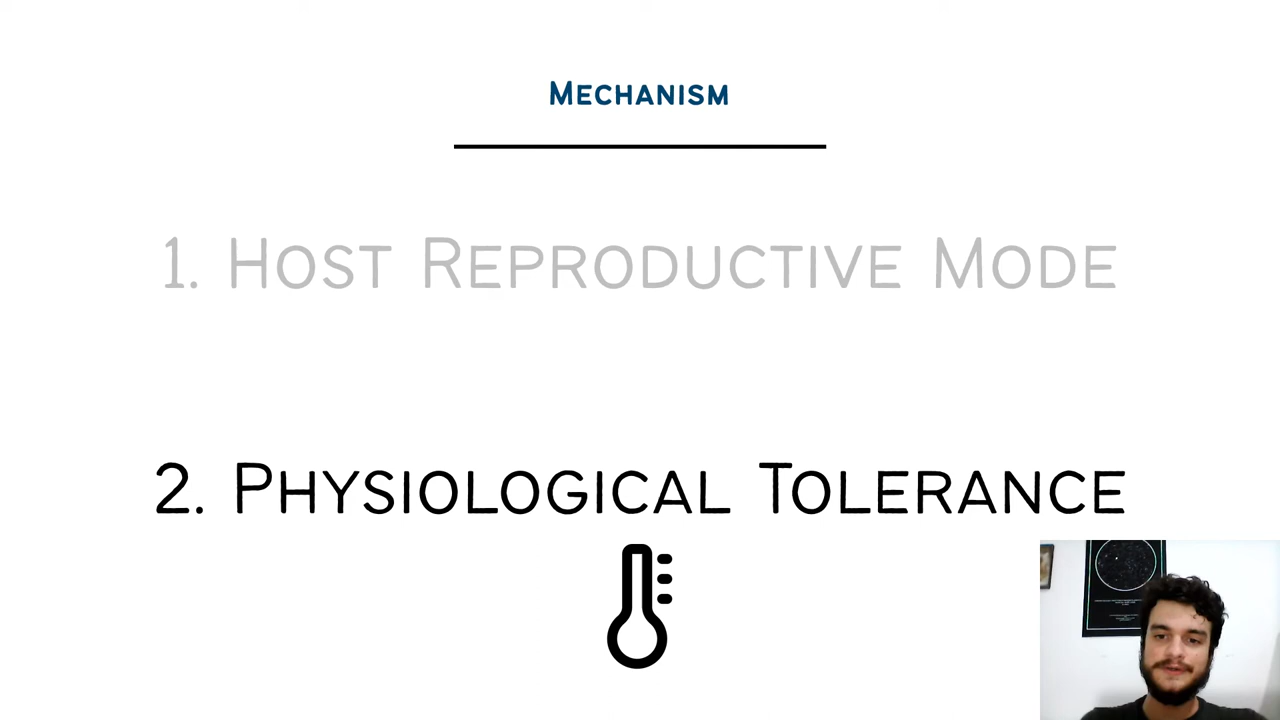 Mechanism
1. Host Reproductive Mode
2. Physiological Tolerance